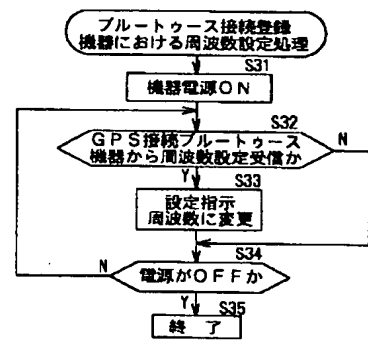 ブルートゥース接続登録
機器における周波数設定処理
S31
機器電源ON
S32
GPS接続ブルートゥース
機器から周波数設定受信か
N
Y
S33
設定指示
周波数に変更
S34
N
電源がOFFか
Y
S35
終 了